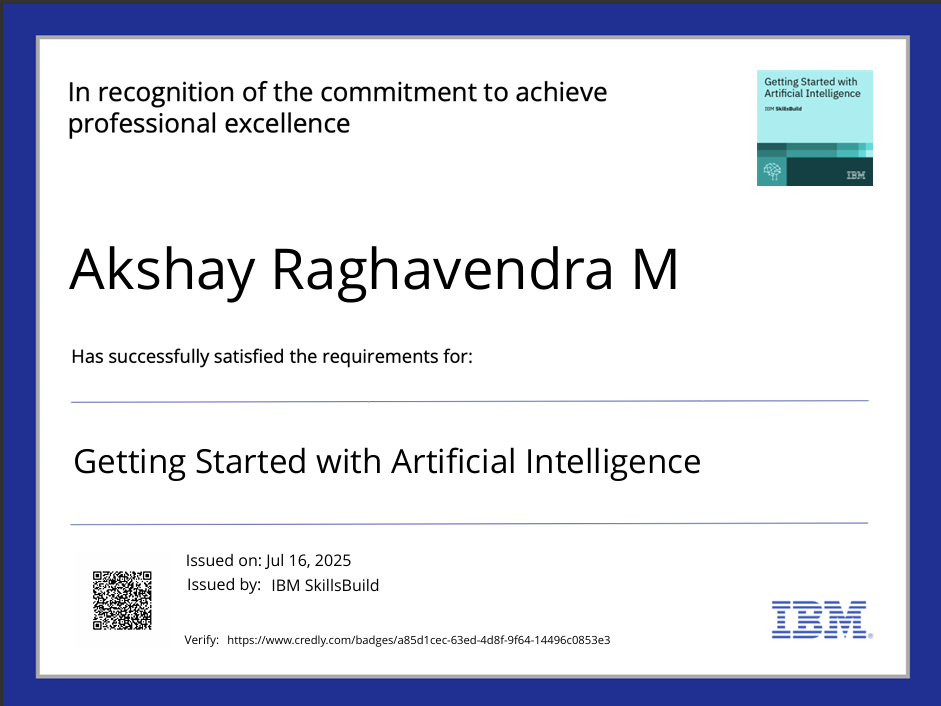 In recognition of the commitment to achieve
professional excellence
Getting Started with
Artificial Intelligence
IBM SkillsBuild
IBM
Akshay Raghavendra M
Has successfully satisfied the requirements for:
Getting Started with Artificial Intelligence
Issued on: Jul 16, 2025
Issued by: IBM SkillsBuild
Verify: https://www.credly.com/badges/a85d1cec-63ed-4d8f-9f64-14496c0853e3
IBM®